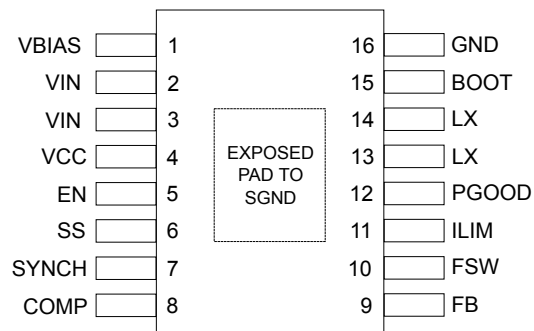 VBIAS 1 16 GND
VIN 2 15 BOOT
VIN 3 14 LX
VCC 4 13 LX
EN 5 12 PGOOD
SS 6 11 ILIM
SYNCH 7 10 FSW
COMP 8 9 FB
EXPOSED
PAD TO
SGND